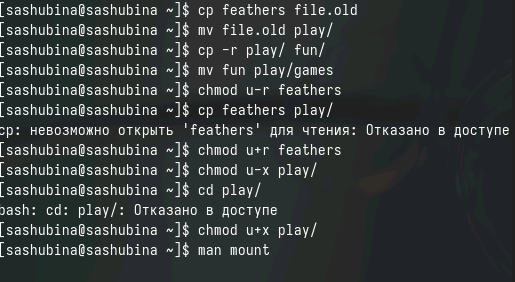 [sashubina@sashubina ~]$ cp feathers file.old
[sashubina@sashubina ~]$ mv file.old play/
[sashubina@sashubina ~]$ cp -r play/ fun/
[sashubina@sashubina ~]$ mv fun play/games
[sashubina@sashubina ~]$ chmod u-r feathers
[sashubina@sashubina ~]$ cp feathers play/
cp: невозможно открыть 'feathers' для чтения: Отказано в доступе
[sashubina@sashubina ~]$ chmod u+r feathers
[sashubina@sashubina ~]$ chmod u-x play/
[sashubina@sashubina ~]$ cd play/
bash: cd: play/: Отказано в доступе
[sashubina@sashubina ~]$ chmod u+x play/
[sashubina@sashubina ~]$ man mount